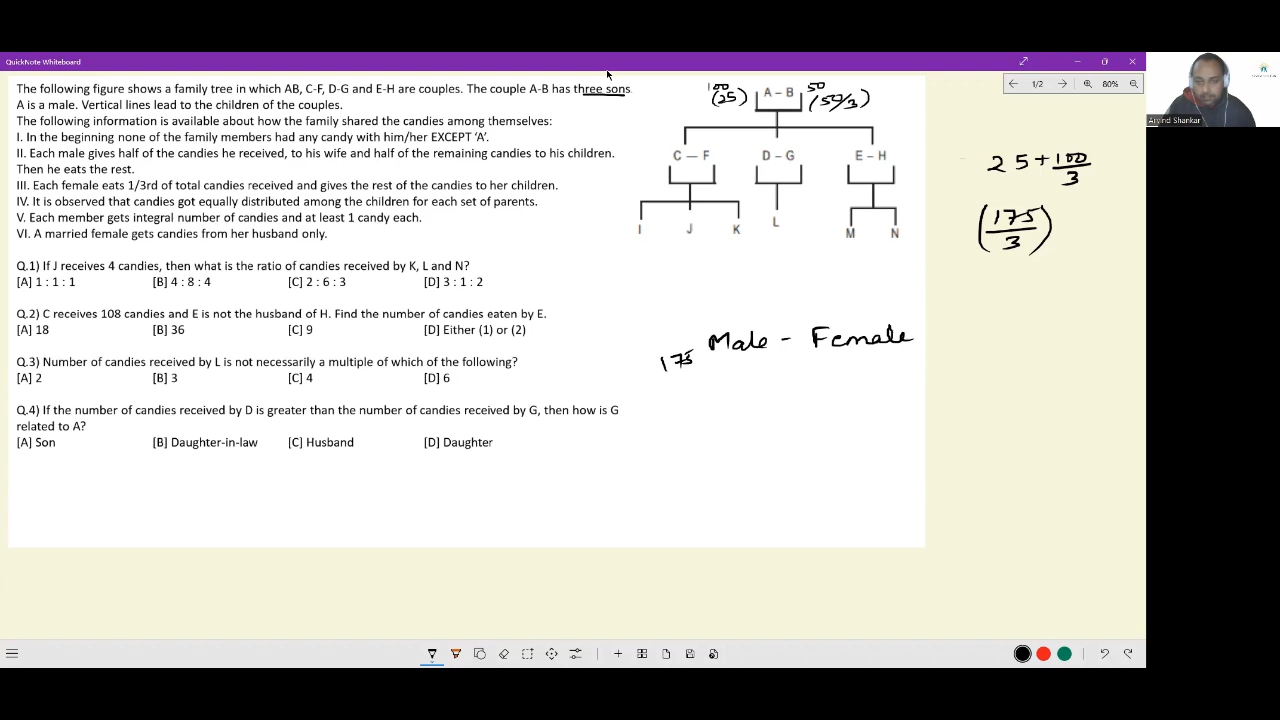 QuickNote Whiteboard
The following figure shows a family tree in which AB, C-F, D-G and E-H are couples. The couple A-B has three sons.
A is a male. Vertical lines lead to the children of the couples.
The following information is available about how the family shared the candies among themselves:
I. In the beginning none of the family members had any candy with him/her EXCEPT 'A'.
II. Each male gives half of the candies he received, to his wife and half of the remaining candies to his children.
Then he eats the rest.
III. Each female eats 1/3rd of total candies received and gives the rest of the candies to her children.
IV. It is observed that candies got equally distributed among the children for each set of parents.
V. Each member gets integral number of candies and at least 1 candy each.
VI. A married female gets candies from her husband only.
Q.1) If J receives 4 candies, then what is the ratio of candies received by K, L and N?
[A] 1 : 1 : 1 [B] 4 : 8 : 4 [C] 2 : 6 : 3 [D] 3 : 1 : 2
Q.2) C receives 108 candies and E is not the husband of H. Find the number of candies eaten by E.
[A] 18 [B] 36 [C] 9 [D] Either (1) or (2)
Q.3) Number of candies received by L is not necessarily a multiple of which of the following?
[A] 2 [B] 3 [C] 4 [D] 6
Q.4) If the number of candies received by D is greater than the number of candies received by G, then how is G
related to A?
[A] Son [B] Daughter-in-law [C] Husband [D] Daughter
100 50
(25) A - B (50/3)
C - F D - G E - H
I J K L M N
Male - Female
175
1/2
80%
Arvind Shankar
25 + 100/3
(175/3)